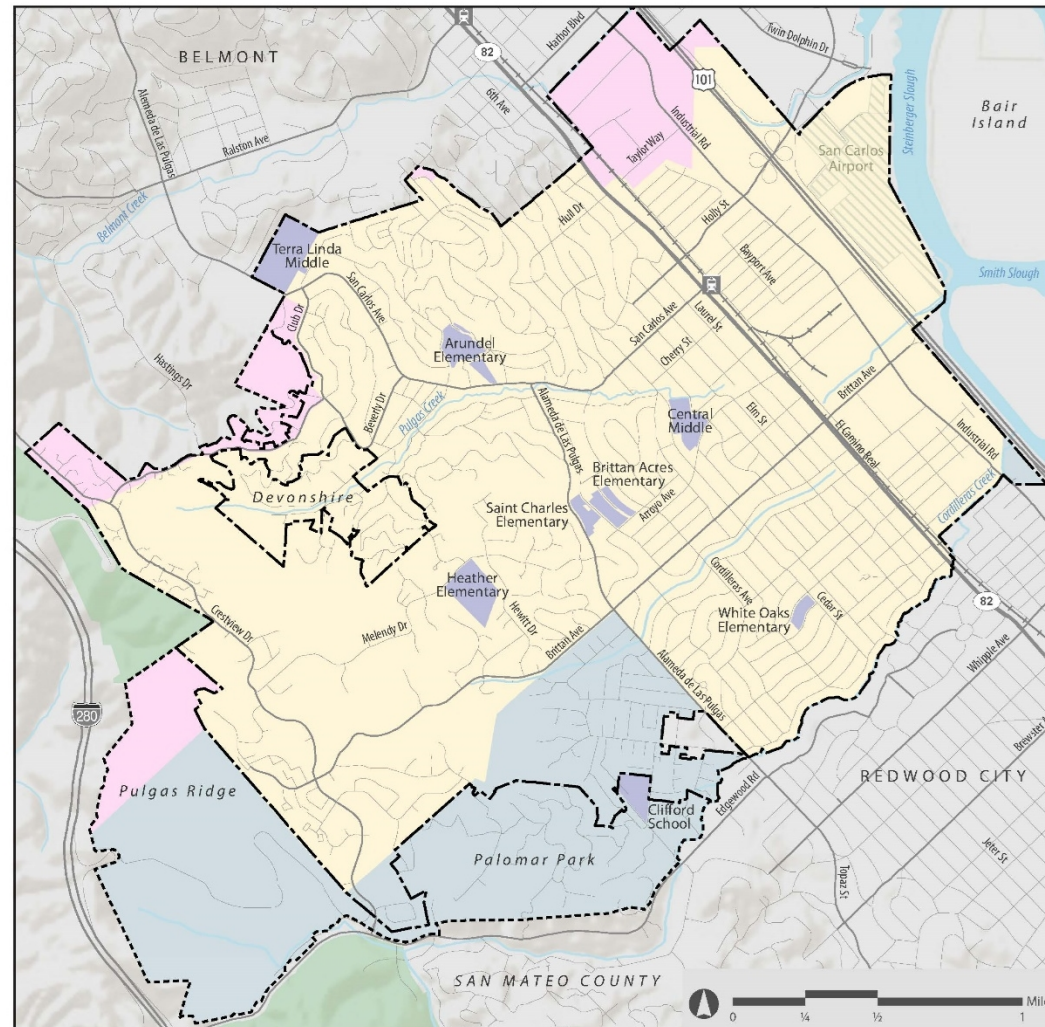 BELMONT
82
Harbor Blvd
Twin Dolphin Dr
101
Steinberger Slough
Bair
Island
Alameda de Las Pulgas
6th Ave
Industrial Rd
Ralston Ave
Taylor Way
San Carlos
Airport
Belmont Creek
Holly St
Hull Dr
Terra Linda
Middle
Bayport Ave
Smith Slough
San Carlos Ave
Club Dr
San Carlos Ave
Laurel St
Arundel
Elementary
Cherry St
Hastings Dr
Beverly Dr
Pulgas Creek
Alameda de Las Pulgas
Brittan Ave
Central
Middle
Elm St
El Camino Real
Industrial Rd
Brittan Acres
Elementary
Devonshire
Saint Charles
Elementary
Arroyo Ave
Cordilleras Creek
Heather
Elementary
Cordilleras Ave
Cedar St
White Oaks
Elementary
82
Crestview Dr
Melendy Dr
Hewitt Dr
Brittan Ave
Whipple Ave
Alameda de Las Pulgas
280
Brewster
REDWOOD CITY
Pulgas Ridge
Edgewood Rd
Clifford
School
Palomar Park
Jeter St
Topaz St
SAN MATEO COUNTY
0 ¼ ½ 1 Mile